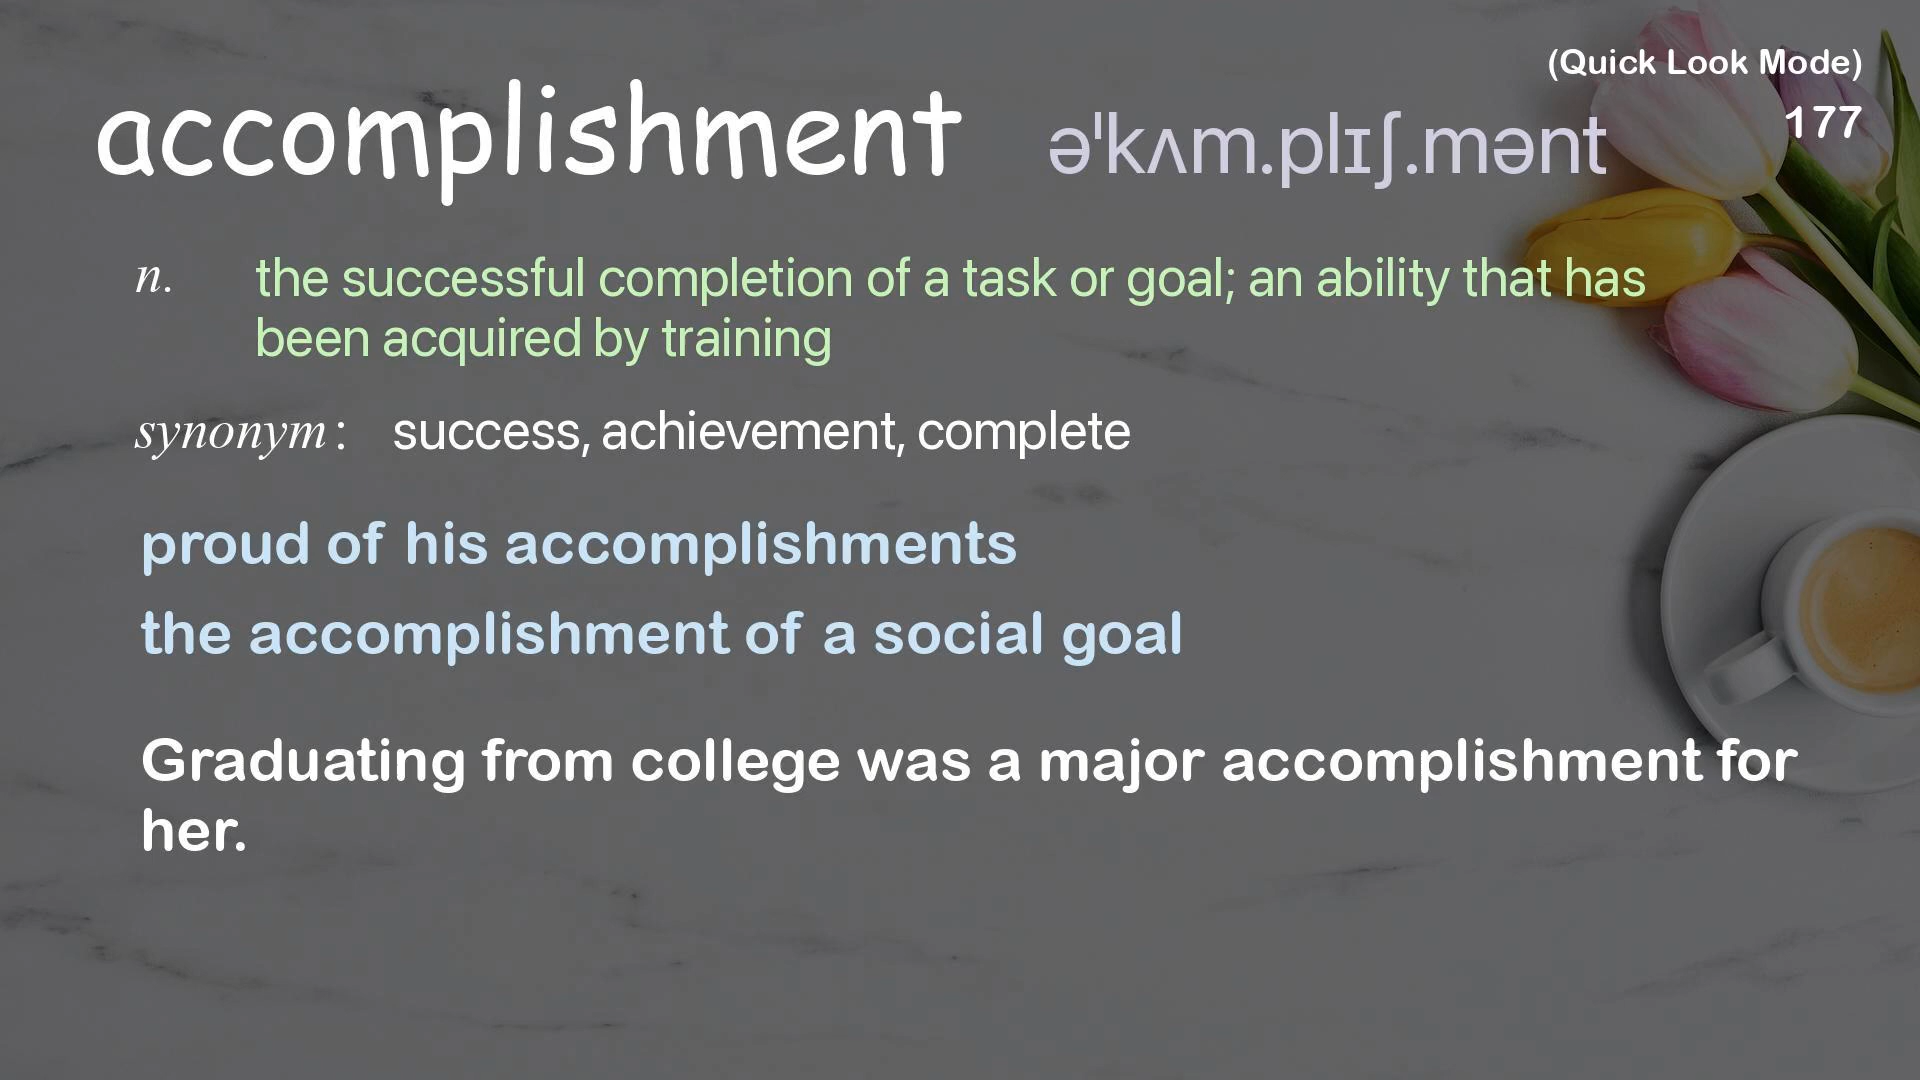 (Quick Look Mode)
accomplishment əˈkʌm.plɪʃ.mənt 177
n. the successful completion of a task or goal; an ability that has
been acquired by training
synonym: success, achievement, complete
proud of his accomplishments
the accomplishment of a social goal
Graduating from college was a major accomplishment for
her.